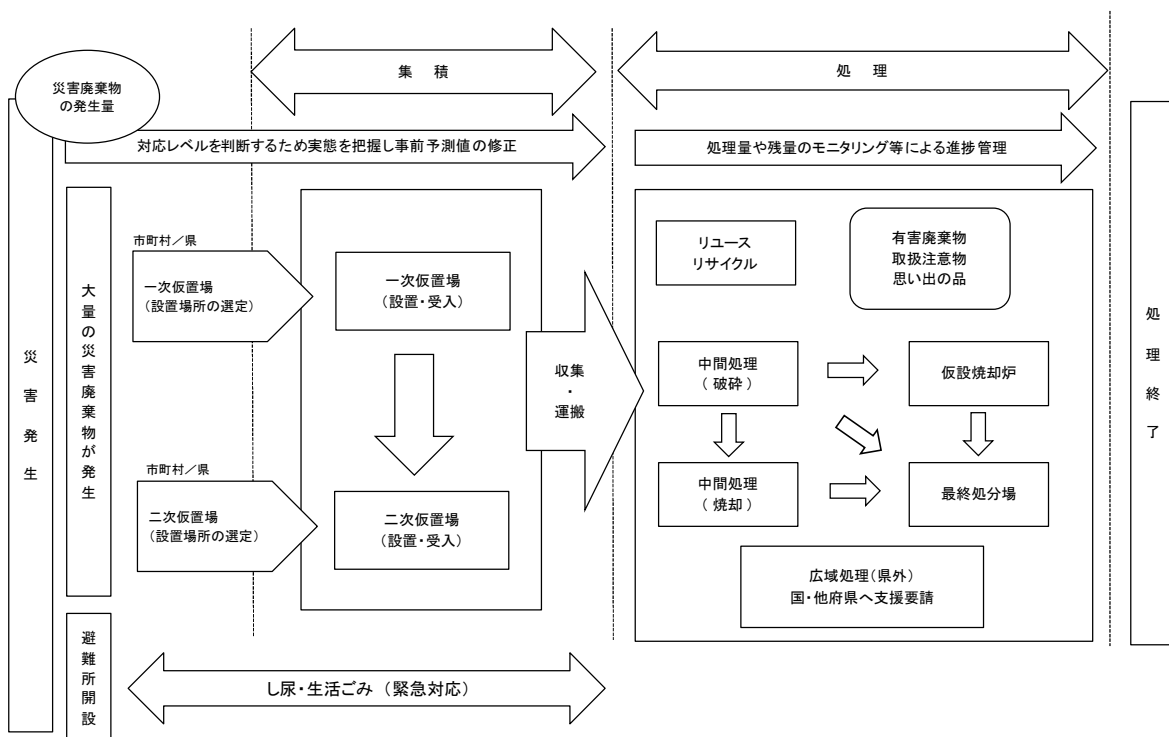 集　積
処　理
災害廃棄物
の発生量
対応レベルを判断するため実態を把握し事前予測値の修正
処理量や残量のモニタリング等による進捗管理
災害発生
大量の災害廃棄物が発生
市町村／県
一次仮置場
（設置場所の選定）
一次仮置場
（設置・受入）
市町村／県
二次仮置場
（設置場所の選定）
二次仮置場
（設置・受入）
収集
・
運搬
リユース
リサイクル
有害廃棄物
取扱注意物
思い出の品
中間処理
（ 破砕 ）
仮設焼却炉
中間処理
（ 焼却 ）
最終処分場
広域処理（県外）
国・他府県へ支援要請
処理終了
避難所開設
し尿・生活ごみ （緊急対応）